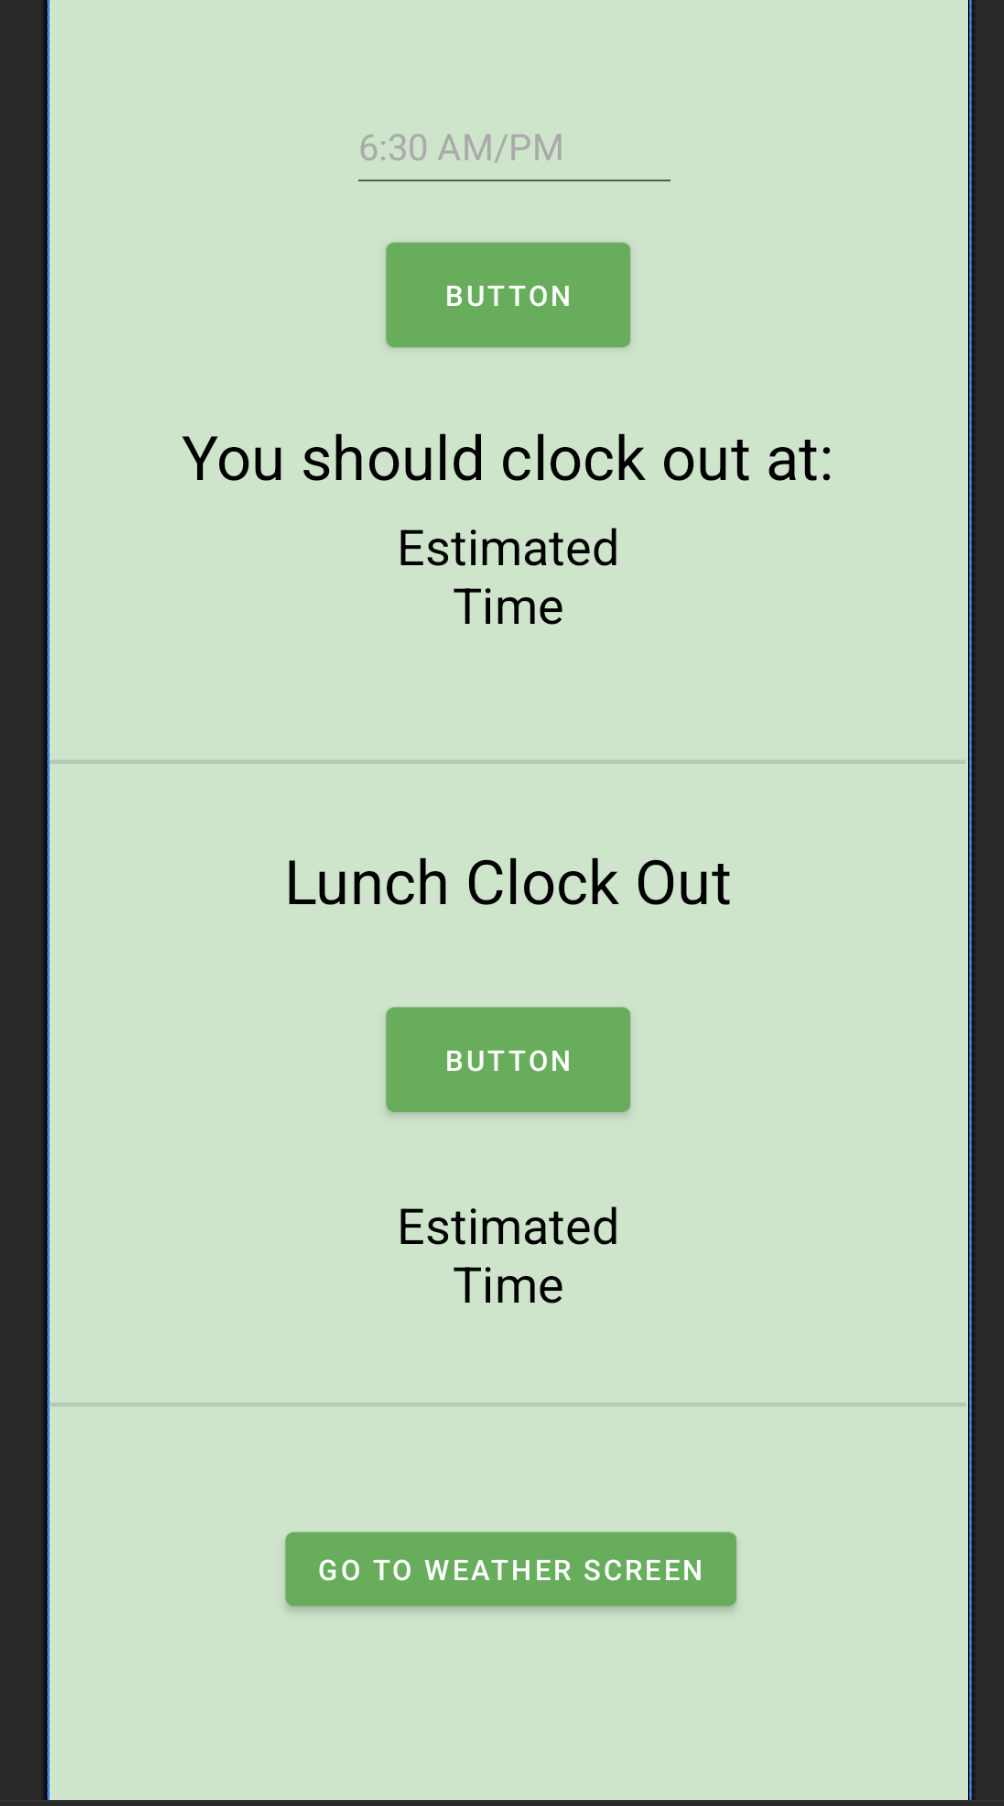 6:30 AM/PM
BUTTON
You should clock out at:
Estimated
Time
Lunch Clock Out
BUTTON
Estimated
Time
GO TO WEATHER SCREEN